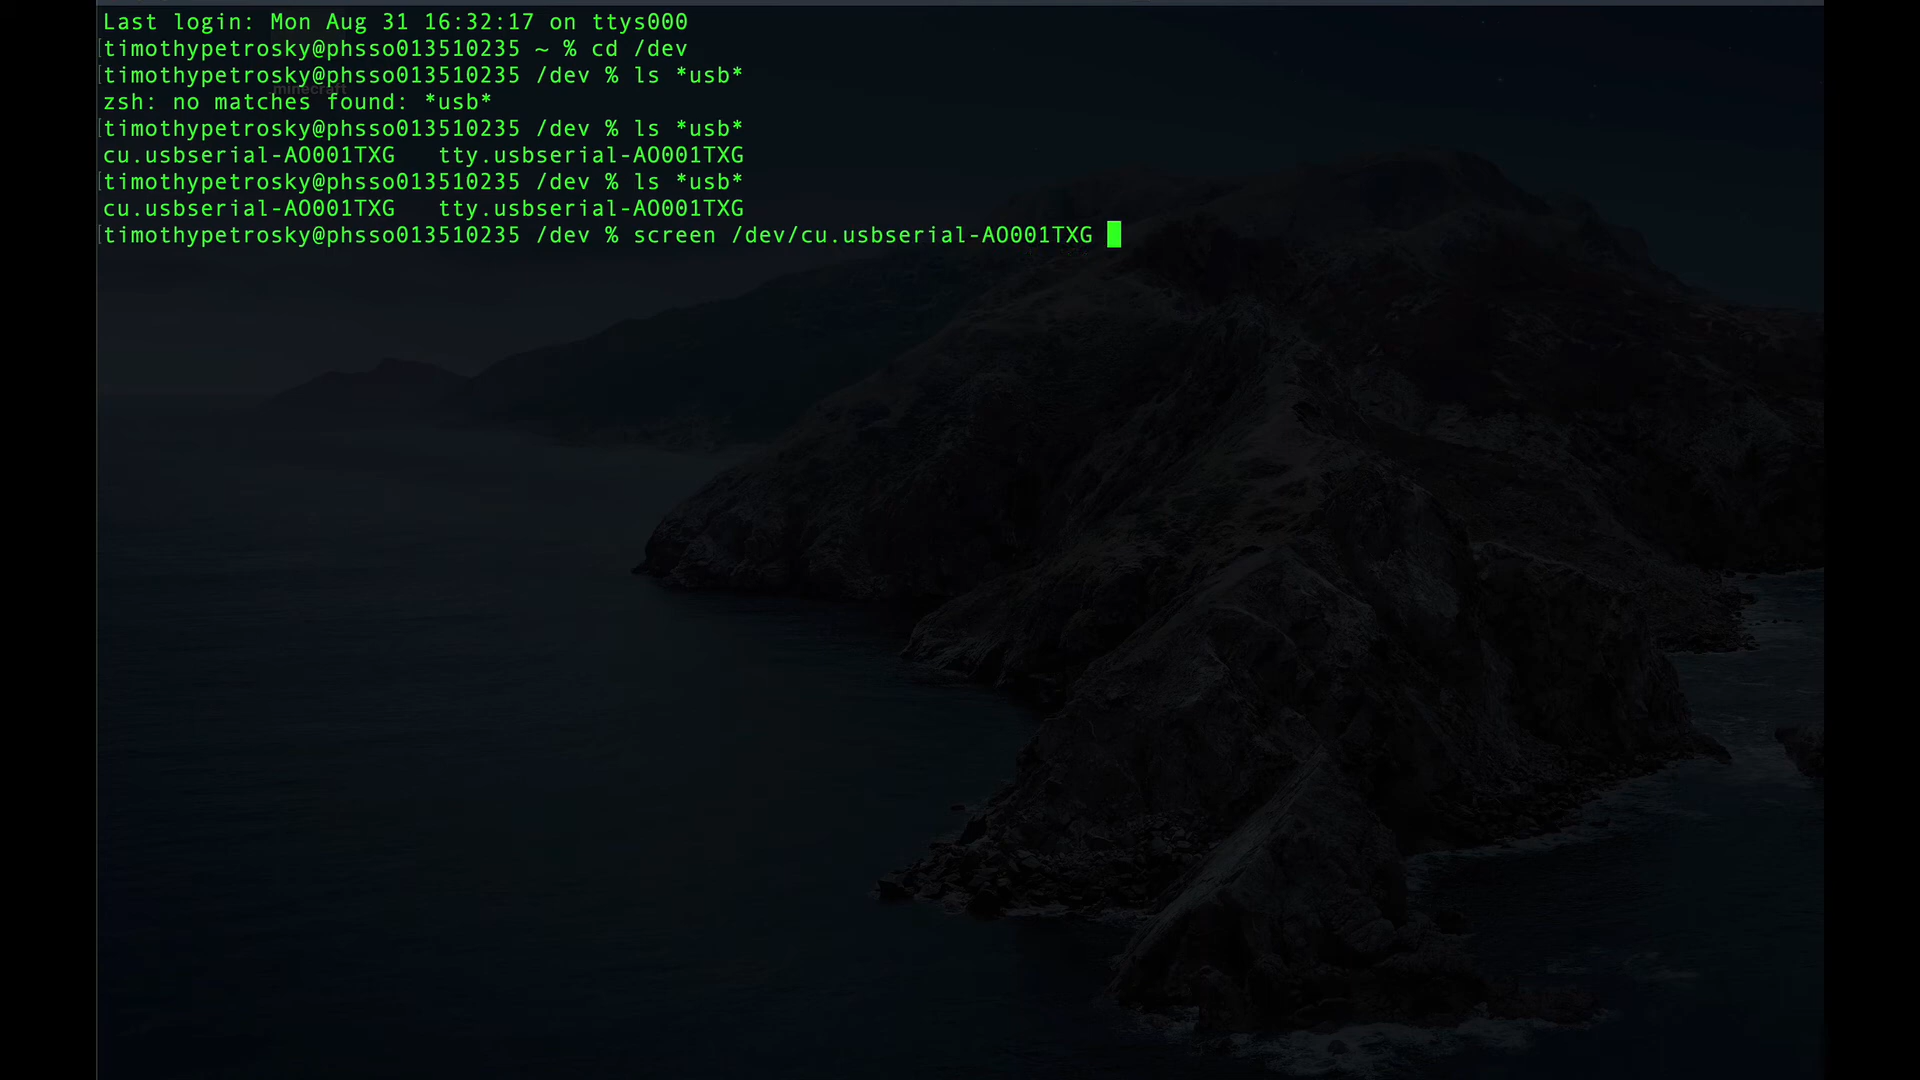 Last login: Mon Aug 31 16:32:17 on ttys000
[timothypetrosky@phsso013510235 ~ % cd /dev
[timothypetrosky@phsso013510235 /dev % ls *usb*
.minecraft
zsh: no matches found: *usb*
[timothypetrosky@phsso013510235 /dev % ls *usb*
cu.usbserial-AO001TXG   tty.usbserial-AO001TXG
[timothypetrosky@phsso013510235 /dev % ls *usb*
cu.usbserial-AO001TXG   tty.usbserial-AO001TXG
[timothypetrosky@phsso013510235 /dev % screen /dev/cu.usbserial-AO001TXG